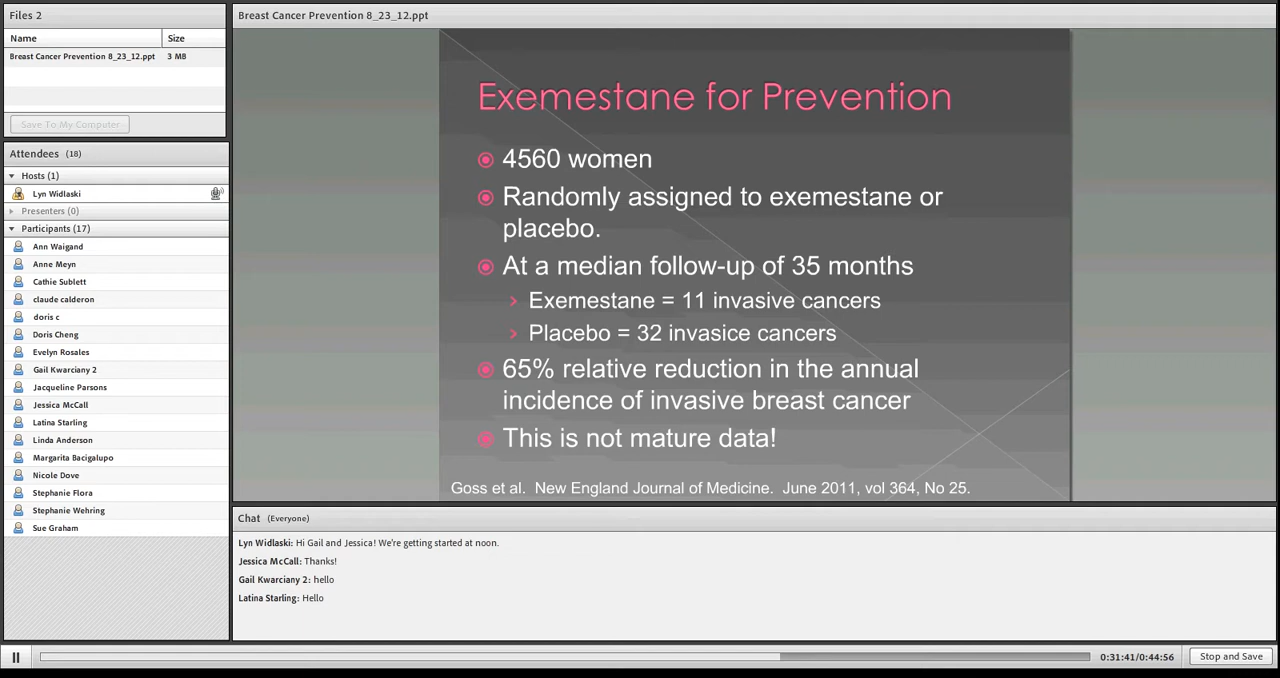 Files 2
Name Size
Breast Cancer Prevention 8_23_12.ppt 3 MB
Save To My Computer
Attendees (18)
Hosts (1)
Lyn Widlaski
Presenters (0)
Participants (17)
Ann Waigand
Anne Meyn
Cathie Sublett
claude calderon
doris c
Doris Cheng
Evelyn Rosales
Gail Kwarciany 2
Jacqueline Parsons
Jessica McCall
Latina Starling
Linda Anderson
Margarita Bacigalupo
Nicole Dove
Stephanie Flora
Stephanie Wehring
Sue Graham
Breast Cancer Prevention 8_23_12.ppt
Exemestane for Prevention
4560 women
Randomly assigned to exemestane or
placebo.
At a median follow-up of 35 months
Exemestane = 11 invasive cancers
Placebo = 32 invasice cancers
65% relative reduction in the annual
incidence of invasive breast cancer
This is not mature data!
Goss et al. New England Journal of Medicine. June 2011, vol 364, No 25.
Chat (Everyone)
Lyn Widlaski: Hi Gail and Jessica! We're getting started at noon.
Jessica McCall: Thanks!
Gail Kwarciany 2: hello
Latina Starling: Hello
0:31:41/0:44:56 Stop and Save